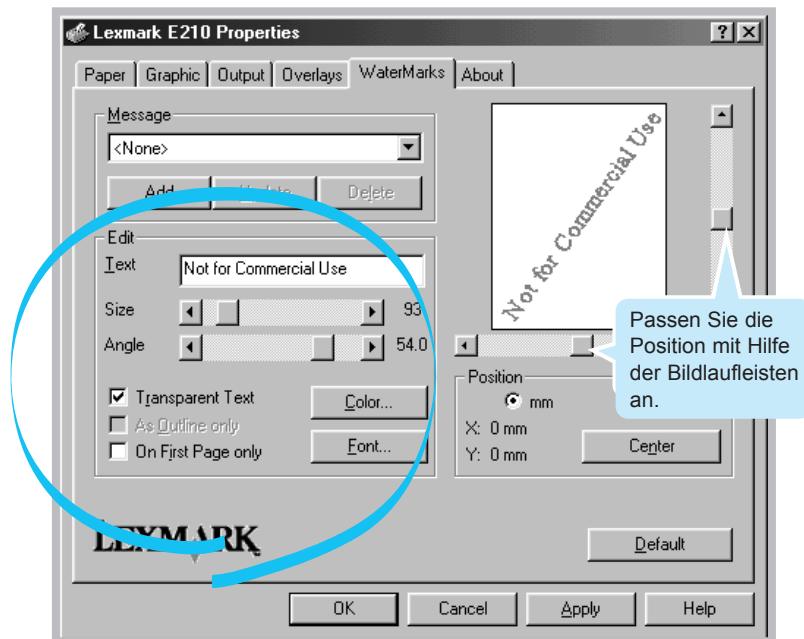 Lexmark E210 Properties
Paper Graphic Output Overlays WaterMarks About
Message
<None>
Add Update Delete
Edit
Text Not for Commercial Use
Size 93
Angle 54.0
Transparent Text
As Outline only
On First Page only
Color...
Font...
Not for Commercial Use
Passen Sie die
Position mit Hilfe
der Bildlaufleisten
an.
Position
mm
X: 0 mm
Y: 0 mm
Center
LEXMARK
Default
OK Cancel Apply Help